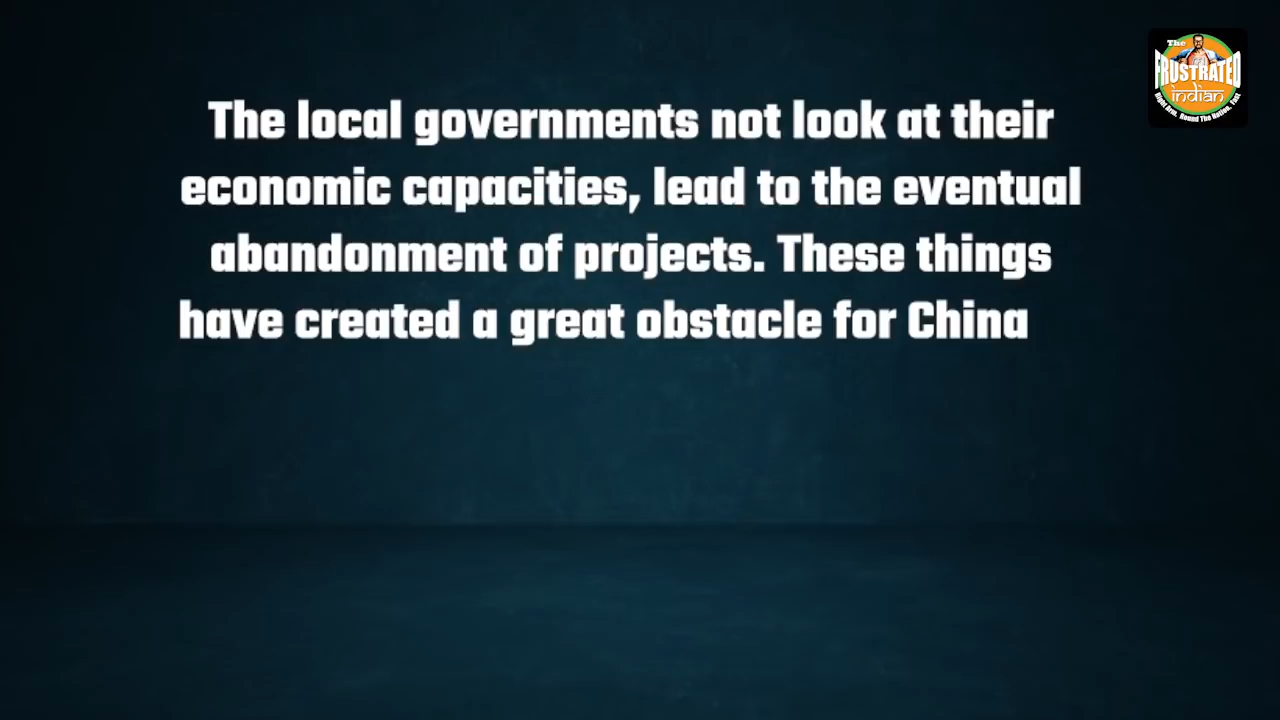 The local governments not look at their
economic capacities, lead to the eventual
abandonment of projects. These things
have created a great obstacle for China
The
FRUSTRATED
indian